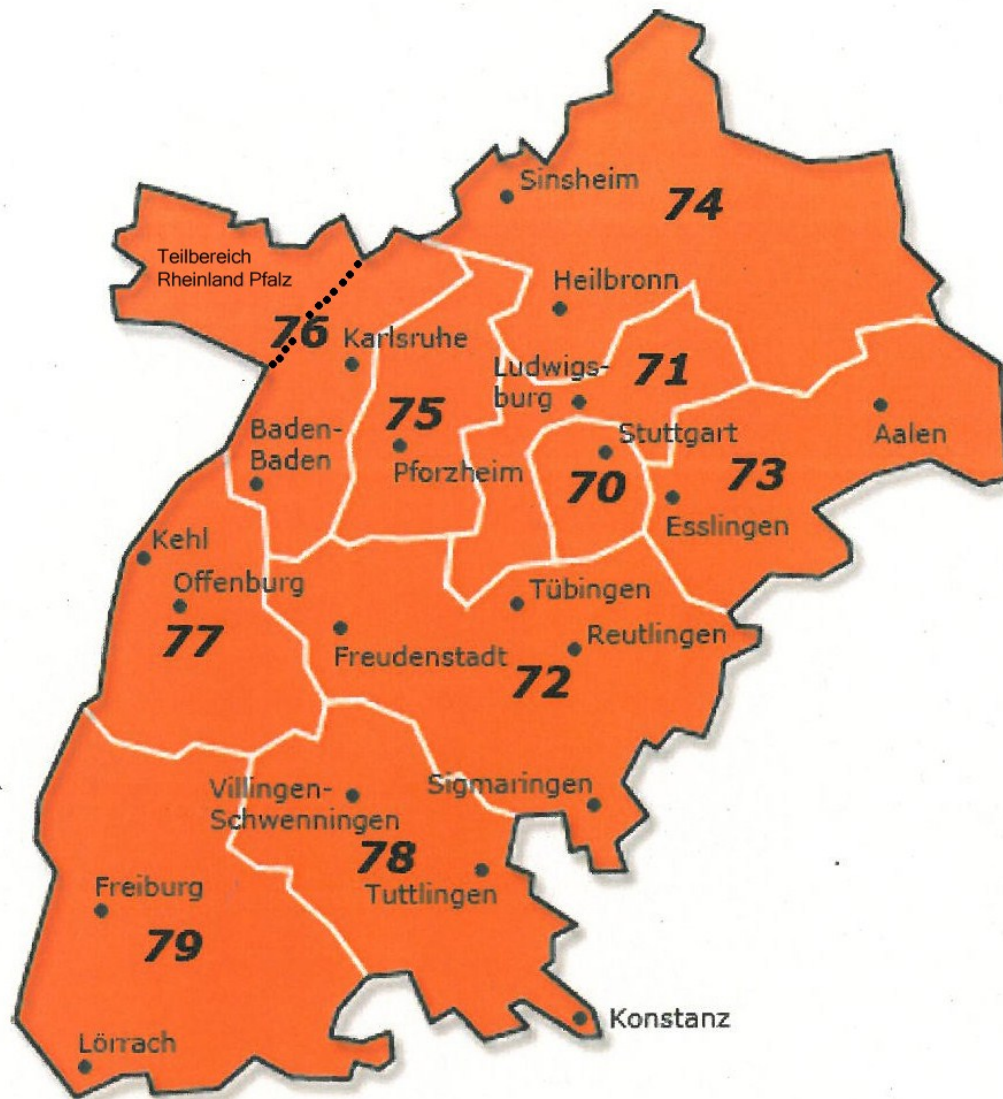 Sinsheim
74
Teilbereich
Rheinland Pfalz
Heilbronn
76
Karlsruhe
Ludwigs-
burg
71
75
Baden-
Baden
Stuttgart
Aalen
Pforzheim
70
73
Esslingen
Kehl
Offenburg
Tübingen
77
Freudenstadt
Reutlingen
72
Villingen-
Schwenningen
Sigmaringen
78
Tuttlingen
Freiburg
79
Konstanz
Lörrach